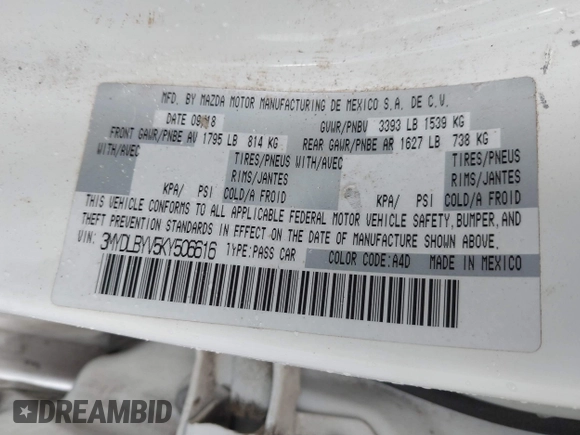 MFD. BY MAZDA MOTOR MANUFACTURING DE MEXICO S.A. DE C.V.
DATE 09/18 GVWR/PNBV 3393 LB 1539 KG
FRONT GAWR/PNBE AV 1795 LB 814 KG REAR GAWR/PNBE AR 1627 LB 738 KG
WITH/AVEC TIRES/PNEUS WITH/AVEC TIRES/PNEUS
RIMS/JANTES RIMS/JANTES
KPA/ PSI COLD/A FROID KPA/ PSI COLD/A FROID
THIS VEHICLE CONFORMS TO ALL APPLICABLE FEDERAL MOTOR VEHICLE SAFETY, BUMPER, AND
THEFT PREVENTION STANDARDS IN EFFECT ON THE DATE OF MANUFACTURE SHOWN ABOVE.
VIN: 3MYDLBYV5KY506616 TYPE: PASS CAR COLOR CODE: A4D MADE IN MEXICO
DREAMBID